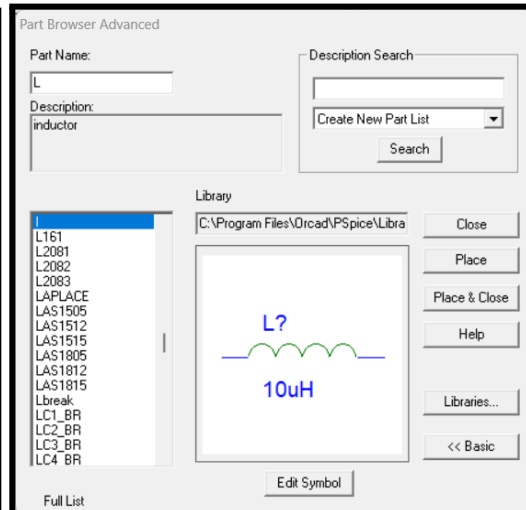 Part Browser Advanced
Part Name:
L
Description:
inductor
Description Search
Create New Part List
Search
Library
C:\Program Files\Orcad\PSpice\Libra
L161
L2081
L2082
L2083
LAPLACE
LAS1505
LAS1512
LAS1515
LAS1805
LAS1812
LAS1815
Lbreak
LC1_BR
LC2_BR
LC3_BR
LC4_BR
Full List
L?
10uH
Edit Symbol
Close
Place
Place & Close
Help
Libraries...
<< Basic